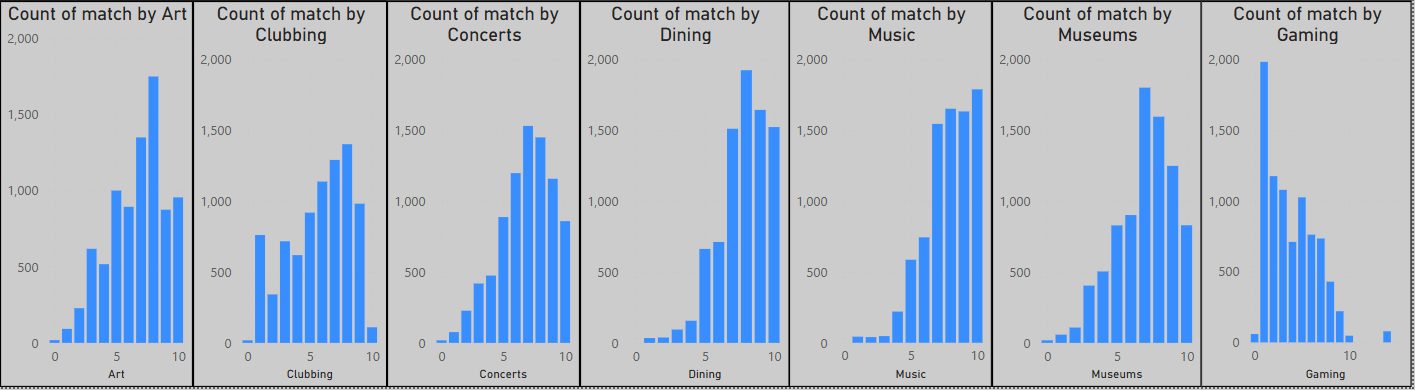 Count of match by Art
2,000
1,500
1,000
500
0
0 5 10
Art
Count of match by
Clubbing
2,000
1,500
1,000
500
0
0 5 10
Clubbing
Count of match by
Concerts
2,000
1,500
1,000
500
0
0 5 10
Concerts
Count of match by
Dining
2,000
1,500
1,000
500
0
5 10
Dining
Count of match by
Music
2,000
1,500
1,000
500
0
0 5 10
Music
Count of match by
Museums
2,000
1,500
1,000
500
0
0 5 10
Museums
Count of match by
Gaming
2,000
1,500
1,000
500
0
0 10
Gaming